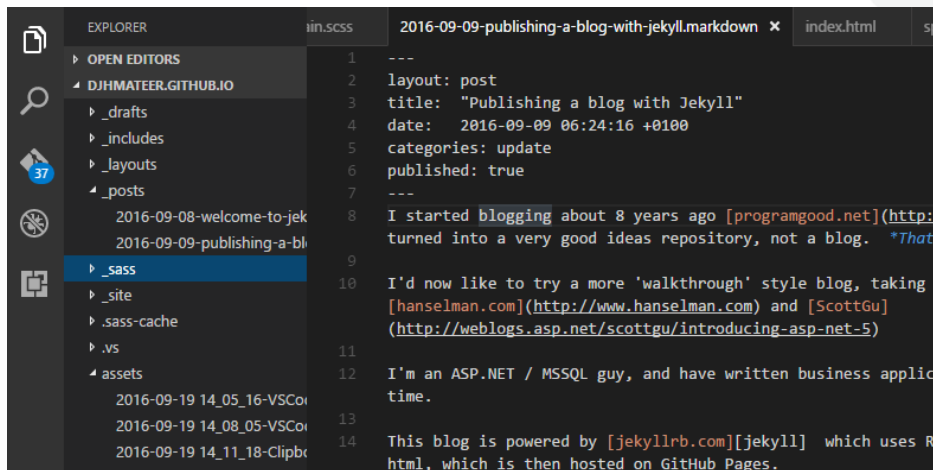 EXPLORER
OPEN EDITORS
DJHMATEER.GITHUB.IO
_drafts
_includes
_layouts
_posts
2016-09-08-welcome-to-jek
2016-09-09-publishing-a-bl
_sass
_site
.sass-cache
.vs
assets
2016-09-19 14_05_16-VSCo
2016-09-19 14_08_05-VSCo
2016-09-19 14_11_18-Clipb
37
in.scss 2016-09-09-publishing-a-blog-with-jekyll.markdown × index.html sp
1 ---
2 layout: post
3 title:  "Publishing a blog with Jekyll"
4 date:   2016-09-09 06:24:16 +0100
5 categories: update
6 published: true
7 ---
8 I started blogging about 8 years ago [programgood.net](http:
turned into a very good ideas repository, not a blog.  *That
9
10 I'd now like to try a more 'walkthrough' style blog, taking
[hanselman.com](http://www.hanselman.com) and [ScottGu]
(http://weblogs.asp.net/scottgu/introducing-asp-net-5)
11
12 I'm an ASP.NET / MSSQL guy, and have written business applic
time.
13
14 This blog is powered by [jekyllrb.com][jekyll]  which uses R
html, which is then hosted on GitHub Pages.